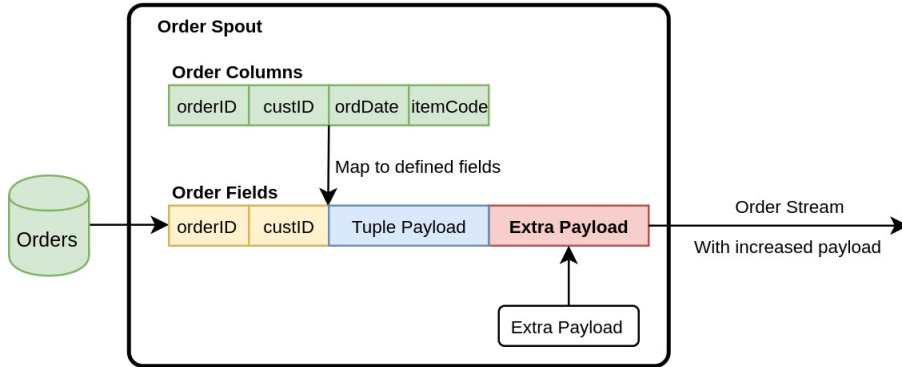 Order Spout
Order Columns
orderID custID ordDate itemCode
Map to defined fields
Order Fields
orderID custID Tuple Payload Extra Payload
Orders
Order Stream
With increased payload
Extra Payload